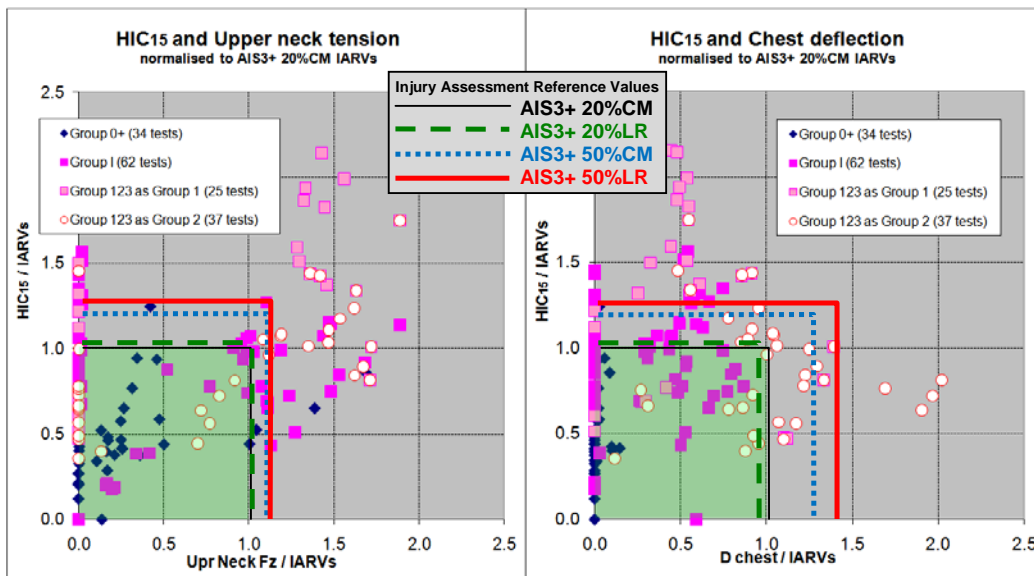 HIC15 and Upper neck tension
normalised to AIS3+ 20%CM IARVs
HIC15 and Chest deflection
normalised to AIS3+ 20%CM IARVs
Injury Assessment Reference Values
AIS3+ 20%CM
AIS3+ 20%LR
AIS3+ 50%CM
AIS3+ 50%LR
Group 0+ (34 tests)
Group I (62 tests)
Group 123 as Group 1 (25 tests)
Group 123 as Group 2 (37 tests)
HIC15 / IARVs
2.5
1.5
1.0
0.5
0.0
0.0
0.5
1.0
1.5
2.0
2.5
Upr Neck Fz / IARVs
Group 0+ (34 tests)
Group I (62 tests)
Group 123 as Group 1 (25 tests)
Group 123 as Group 2 (37 tests)
HIC15 / IARVs
1.5
1.0
0.5
0.0
0.0
0.5
1.0
1.5
2.0
2.5
D chest / IARVs